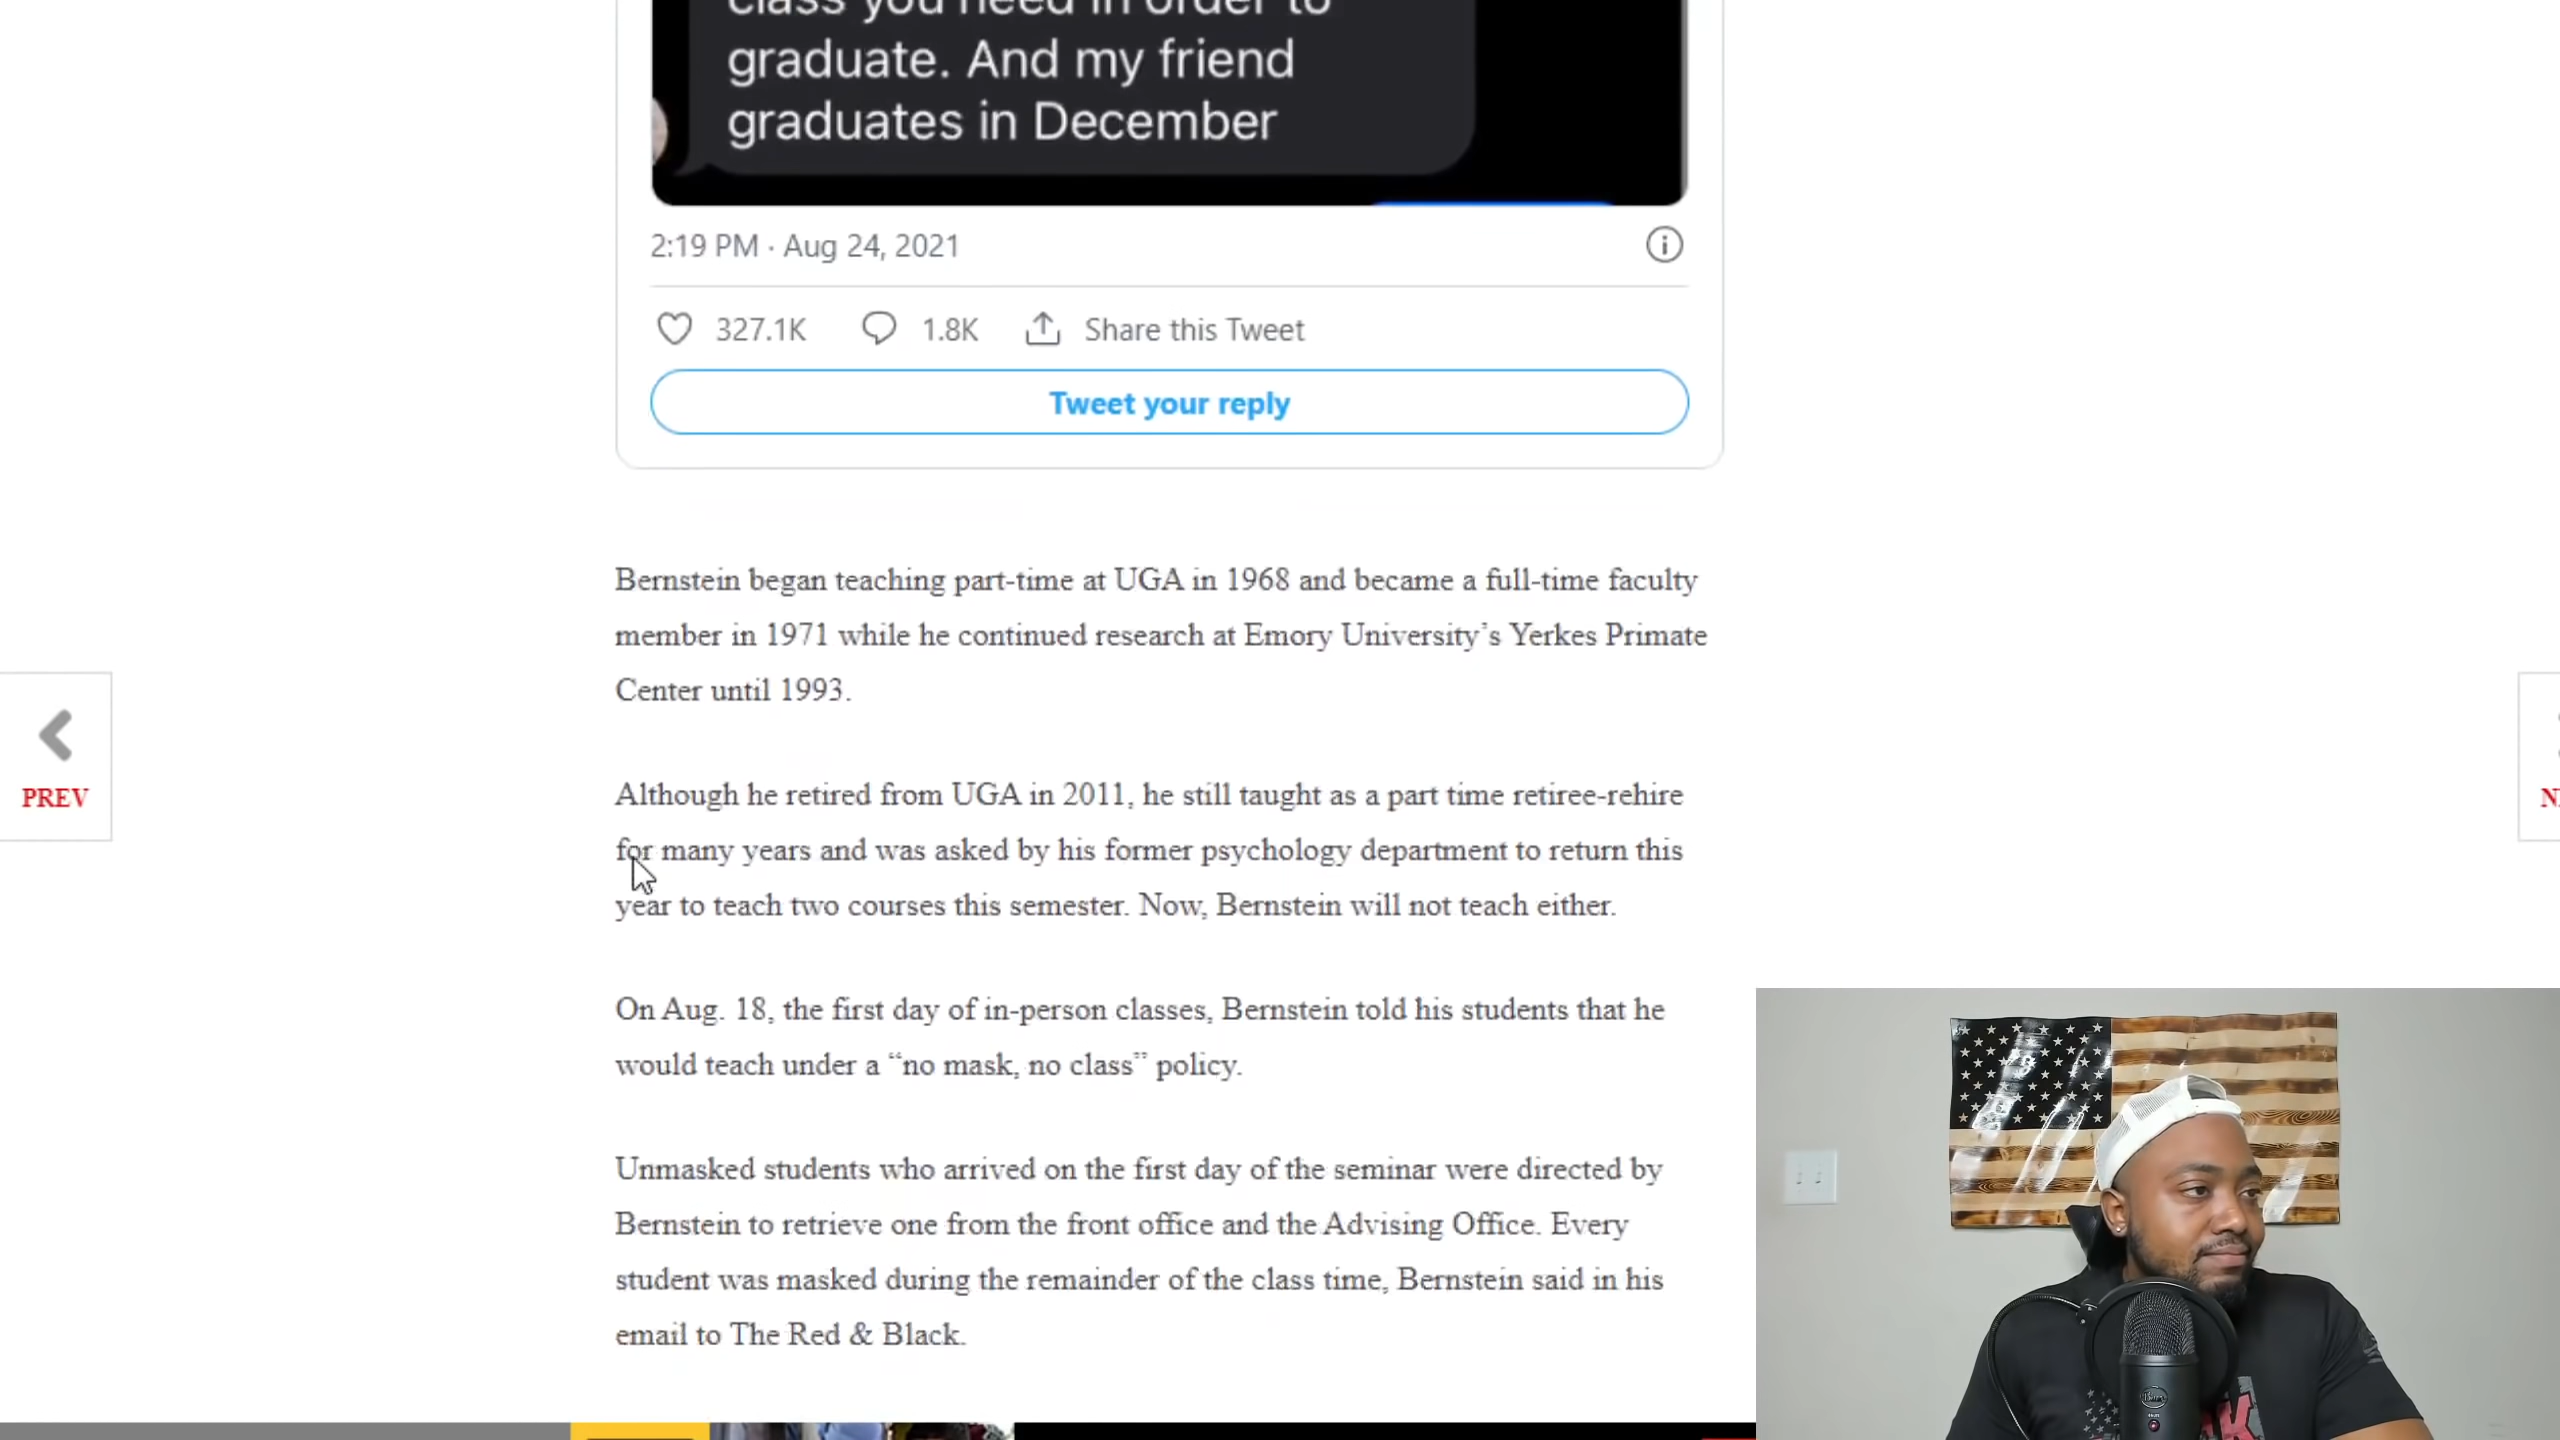 class you need in order to
graduate. And my friend
graduates in December
2:19 PM · Aug 24, 2021
327.1K 1.8K Share this Tweet
Tweet your reply
Bernstein began teaching part-time at UGA in 1968 and became a full-time faculty
member in 1971 while he continued research at Emory University’s Yerkes Primate
Center until 1993.
PREV
Although he retired from UGA in 2011, he still taught as a part time retiree-rehire
for many years and was asked by his former psychology department to return this
year to teach two courses this semester. Now, Bernstein will not teach either.
On Aug. 18, the first day of in-person classes, Bernstein told his students that he
would teach under a “no mask, no class” policy.
Unmasked students who arrived on the first day of the seminar were directed by
Bernstein to retrieve one from the front office and the Advising Office. Every
student was masked during the remainder of the class time, Bernstein said in his
email to The Red & Black.